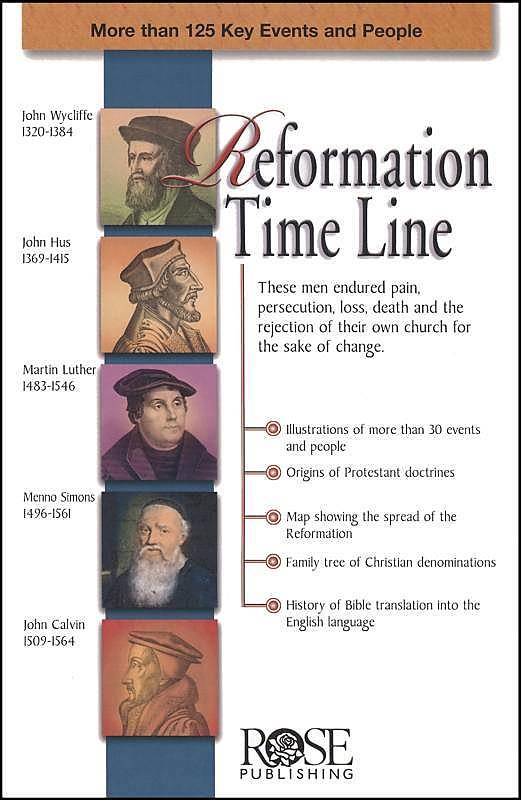 More than 125 Key Events and People
John Wycliffe
1320-1384
Reformation
Time Line
John Hus
1369-1415
These men endured pain,
persecution, loss, death and the
rejection of their own church for
the sake of change.
Martin Luther
1483-1546
Illustrations of more than 30 events
and people
Origins of Protestant doctrines
Menno Simons
1496-1561
Map showing the spread of the
Reformation
Family tree of Christian denominations
History of Bible translation into the
English language
John Calvin
1509-1564
ROSE
PUBLISHING